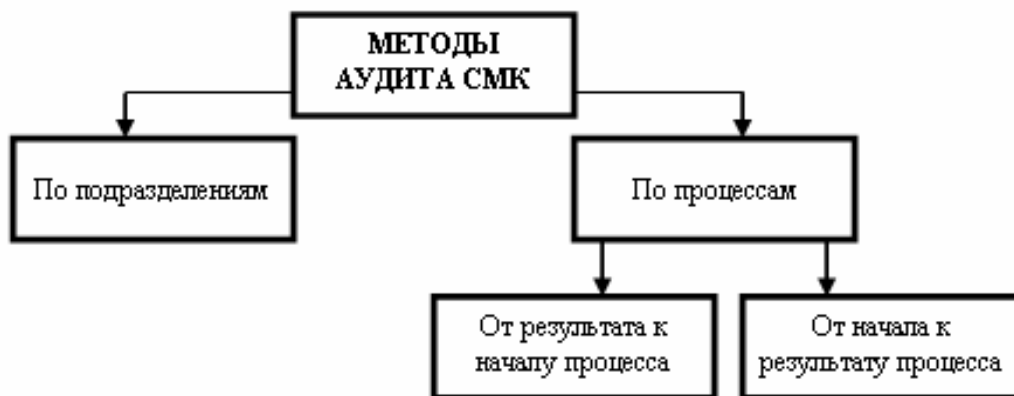 МЕТОДЫ
АУДИТА СМК
По подразделениям
По процессам
От результата к
началу процесса
От начала к
результату процесса